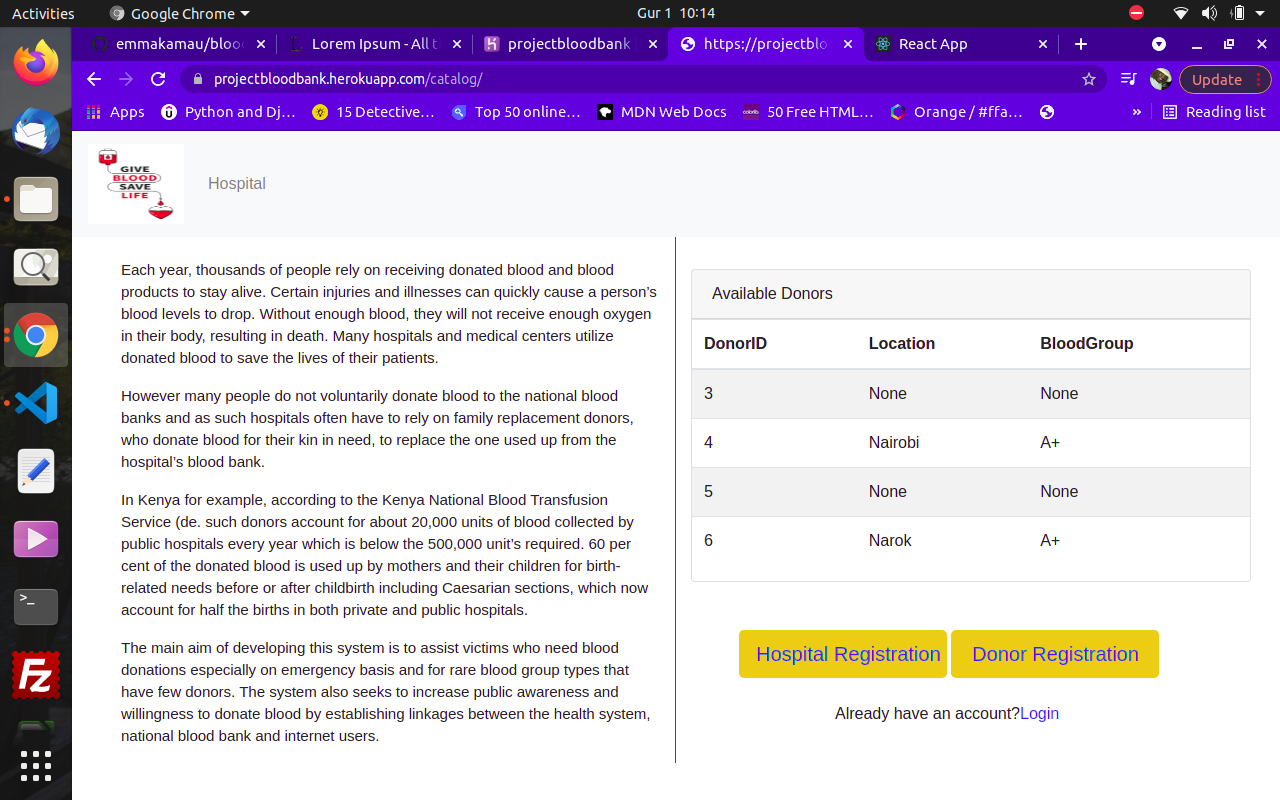 Activities
Google Chrome
Gur 1 10:14
emmakamau/bloo
Lorem Ipsum - All t
projectbloodbank
https://projectblo
React App
projectbloodbank.herokuapp.com/catalog/
Update
Apps
Python and Dj…
15 Detective…
Top 50 online…
MDN Web Docs
50 Free HTML…
Orange / #ffa…
»
Reading list
GIVE
BLOOD
SAVE
LIFE
Hospital
Each year, thousands of people rely on receiving donated blood and blood
products to stay alive. Certain injuries and illnesses can quickly cause a person’s
blood levels to drop. Without enough blood, they will not receive enough oxygen
in their body, resulting in death. Many hospitals and medical centers utilize
donated blood to save the lives of their patients.
However many people do not voluntarily donate blood to the national blood
banks and as such hospitals often have to rely on family replacement donors,
who donate blood for their kin in need, to replace the one used up from the
hospital’s blood bank.
In Kenya for example, according to the Kenya National Blood Transfusion
Service (de. such donors account for about 20,000 units of blood collected by
public hospitals every year which is below the 500,000 unit’s required. 60 per
cent of the donated blood is used up by mothers and their children for birth-
related needs before or after childbirth including Caesarian sections, which now
account for half the births in both private and public hospitals.
The main aim of developing this system is to assist victims who need blood
donations especially on emergency basis and for rare blood group types that
have few donors. The system also seeks to increase public awareness and
willingness to donate blood by establishing linkages between the health system,
national blood bank and internet users.
Available Donors
DonorID Location BloodGroup
3 None None
4 Nairobi A+
5 None None
6 Narok A+
Hospital Registration
Donor Registration
Already have an account?Login
>_
Fz